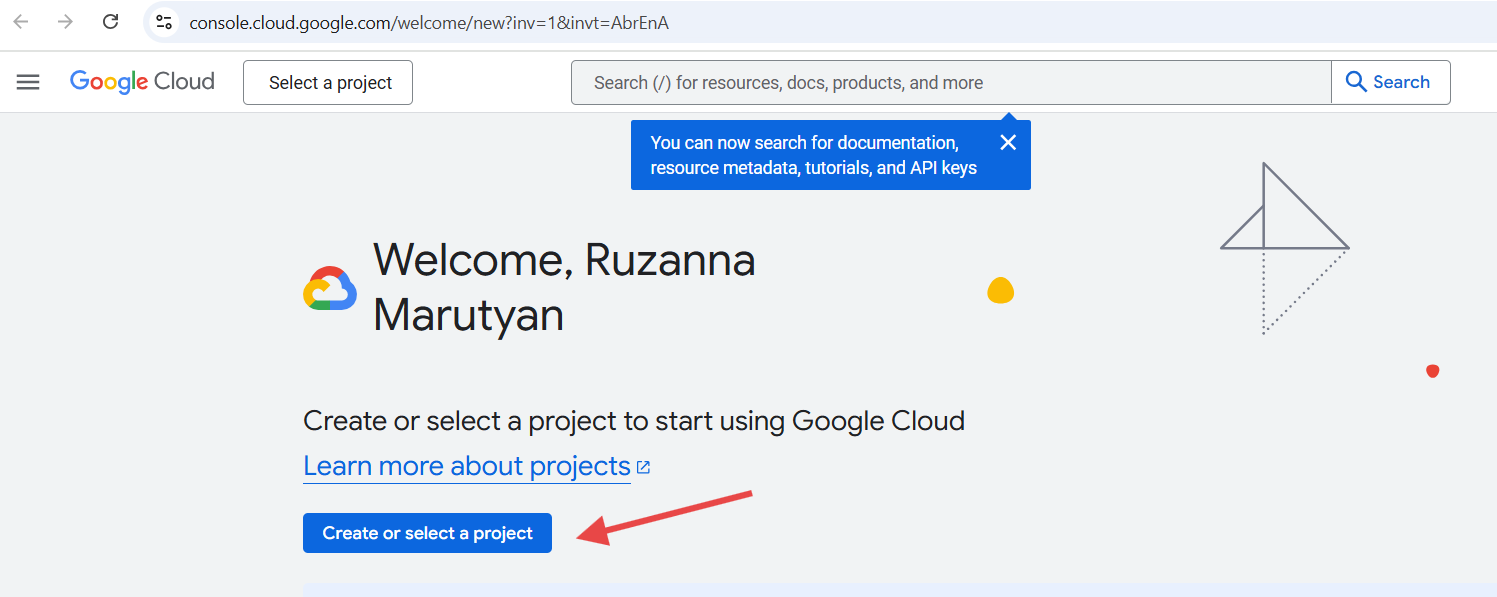 console.cloud.google.com/welcome/new?inv=1&invt=AbrEnA
Google Cloud
Select a project
Search (/) for resources, docs, products, and more
Search
You can now search for documentation,
resource metadata, tutorials, and API keys
Welcome, Ruzanna
Marutyan
Create or select a project to start using Google Cloud
Learn more about projects
Create or select a project